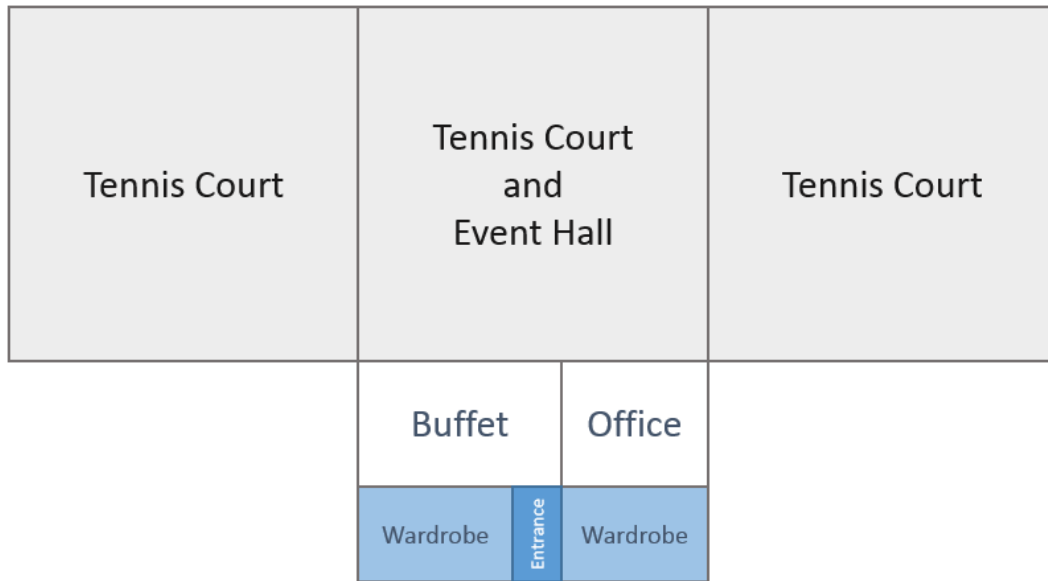 Tennis Court
Tennis Court
and
Event Hall
Tennis Court
Buffet
Office
Wardrobe
Entrance
Wardrobe